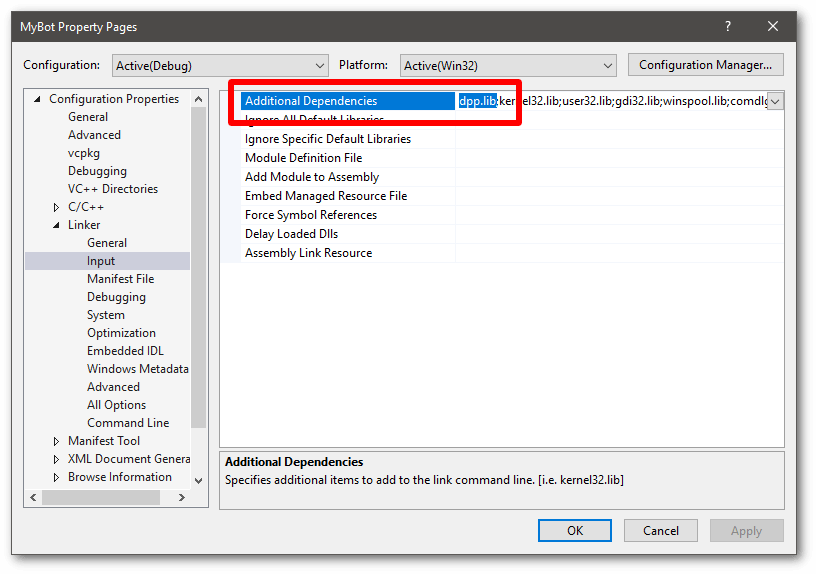 MyBot Property Pages
?
Configuration: Active(Debug) Platform: Active(Win32) Configuration Manager...
Configuration Properties
General
Advanced
vcpkg
Debugging
VC++ Directories
C/C++
Linker
General
Input
Manifest File
Debugging
System
Optimization
Embedded IDL
Windows Metadata
Advanced
All Options
Command Line
Manifest Tool
XML Document Genera
Browse Information
Additional Dependencies dpp.lib;kernel32.lib;user32.lib;gdi32.lib;winspool.lib;comdlg
Ignore All Default Libraries
Ignore Specific Default Libraries
Module Definition File
Add Module to Assembly
Embed Managed Resource File
Force Symbol References
Delay Loaded Dlls
Assembly Link Resource
Additional Dependencies
Specifies additional items to add to the link command line. [i.e. kernel32.lib]
OK Cancel Apply